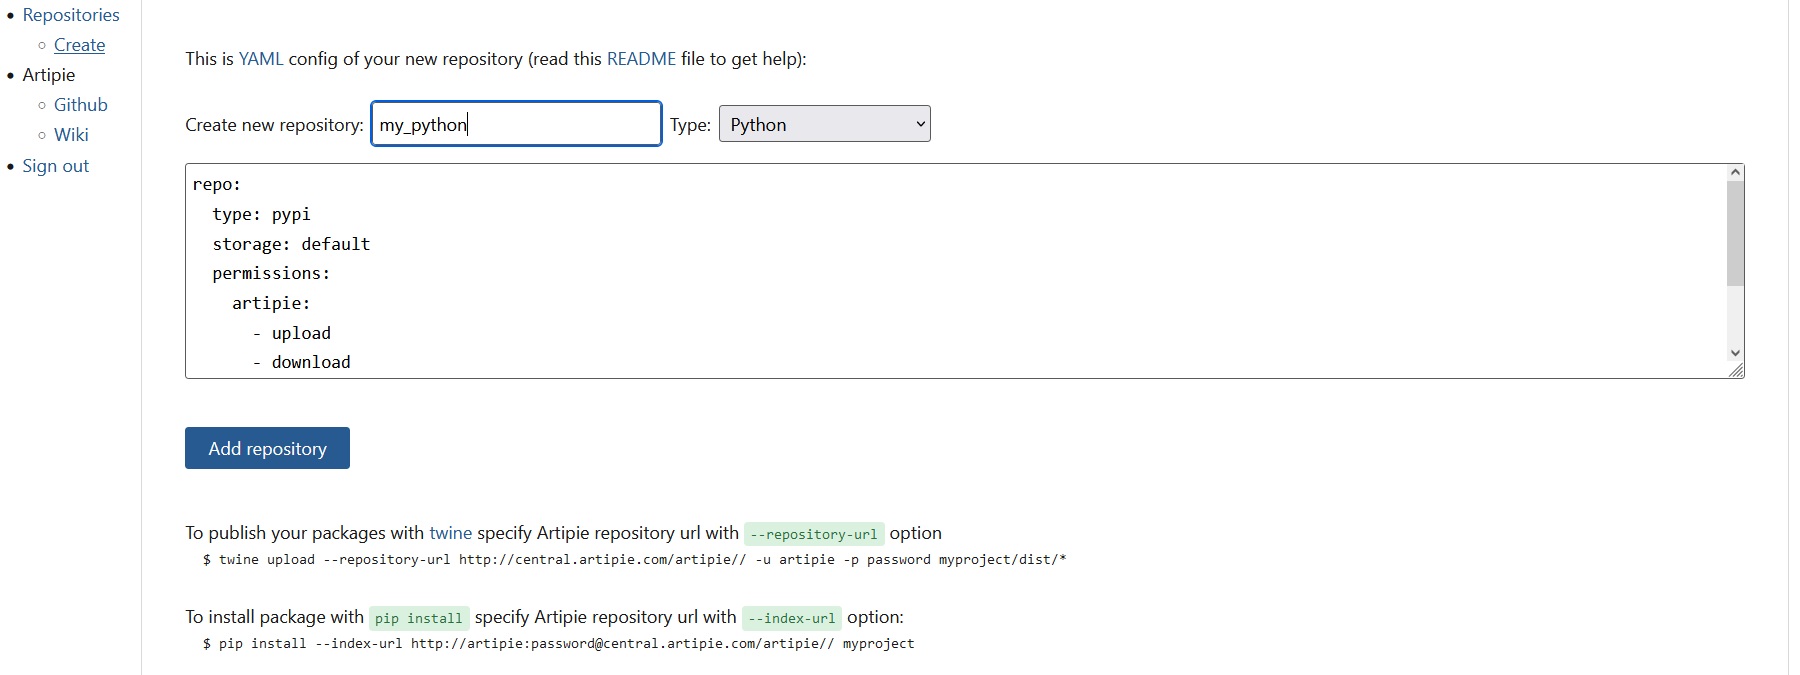 Repositories
Create
Artipie
Github
Wiki
Sign out
This is YAML config of your new repository (read this README file to get help):
Create new repository: my_python Type: Python
repo:
  type: pypi
  storage: default
  permissions:
    artipie:
      - upload
      - download
Add repository
To publish your packages with twine specify Artipie repository url with --repository-url option
$ twine upload --repository-url http://central.artipie.com/artipie// -u artipie -p password myproject/dist/*
To install package with pip install specify Artipie repository url with --index-url option:
$ pip install --index-url http://artipie:password@central.artipie.com/artipie// myproject